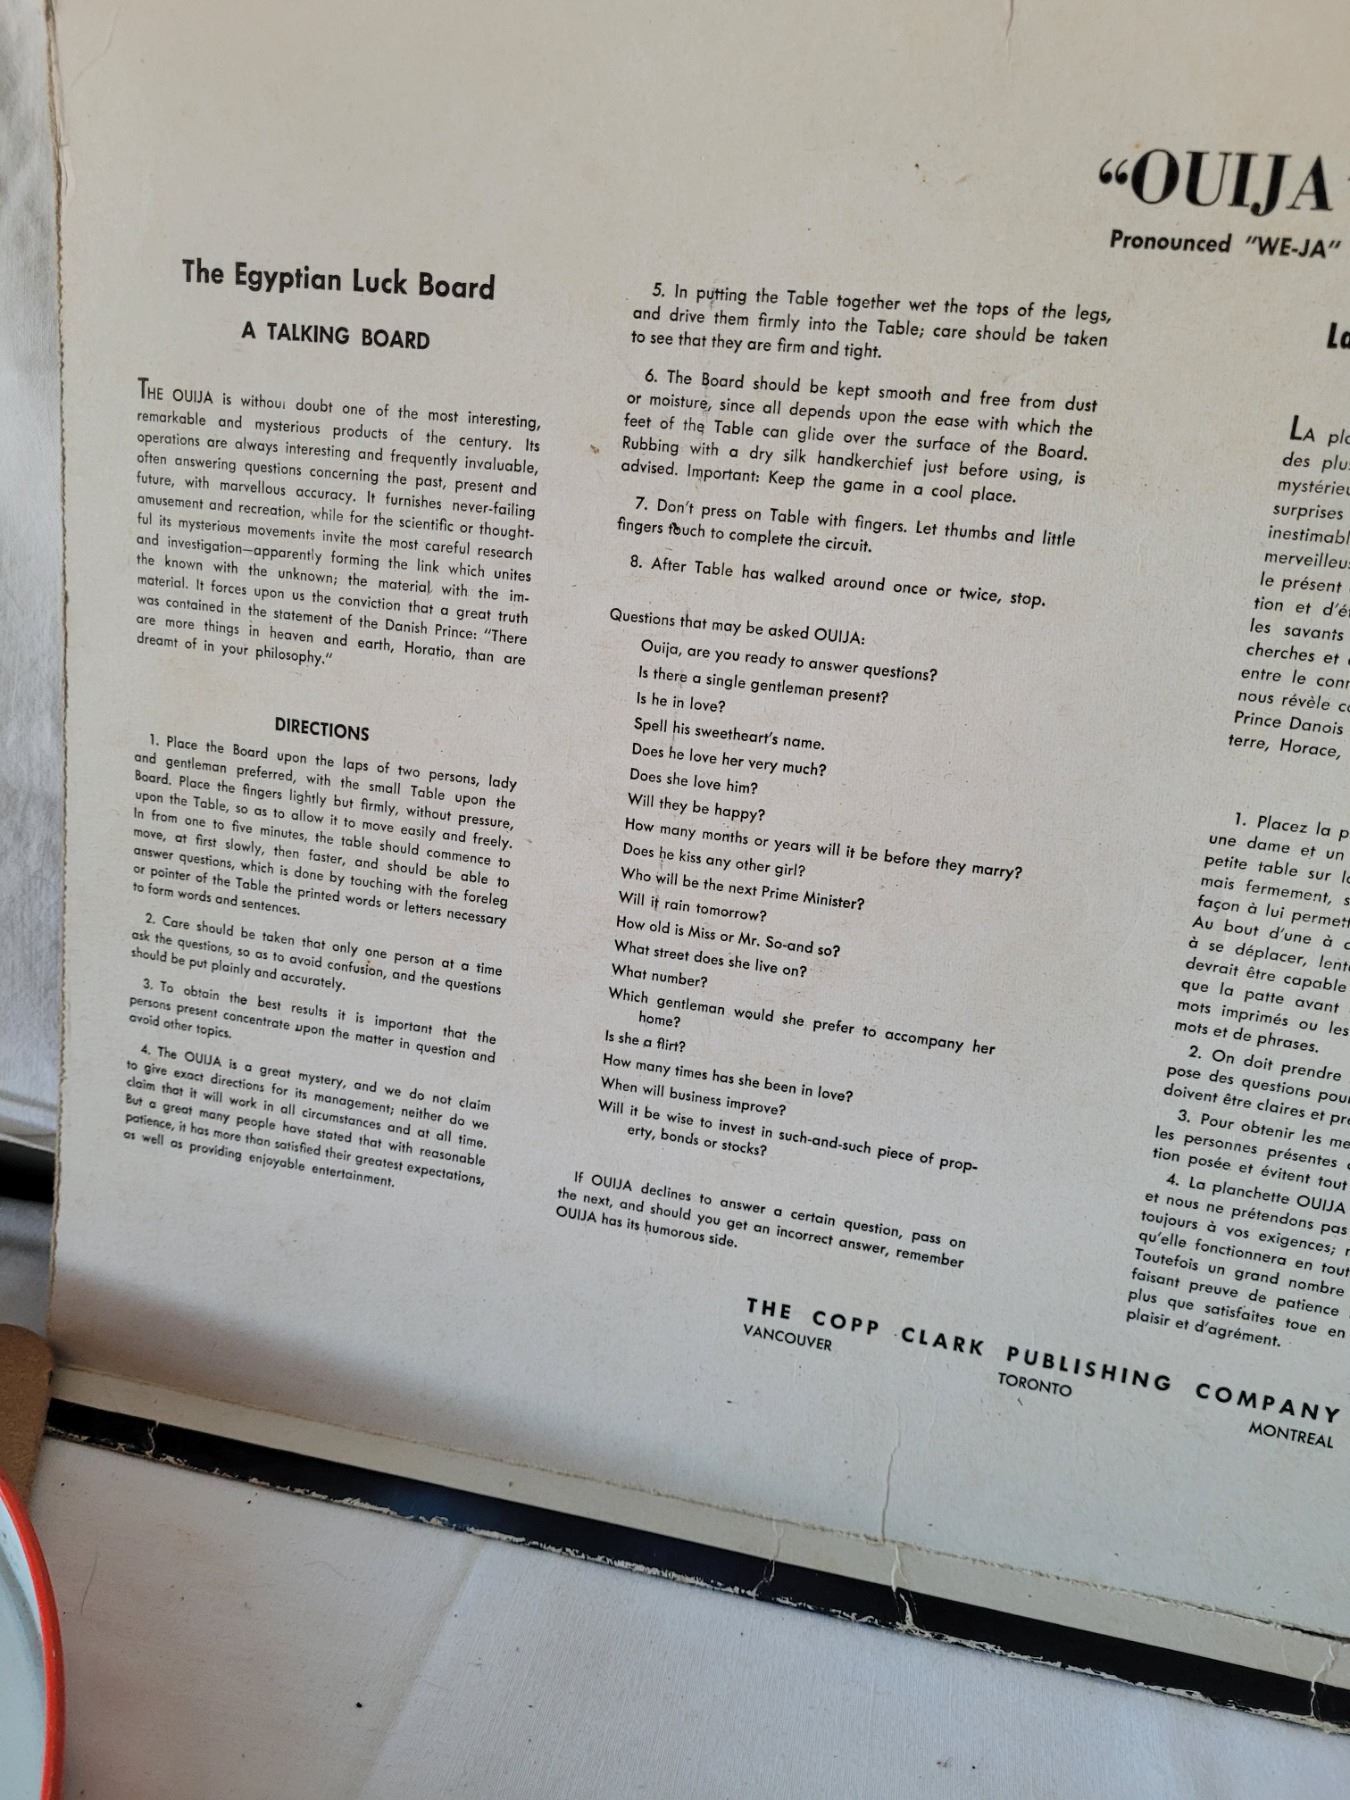 "OUIJA
Pronounced "WE-JA"
The Egyptian Luck Board
A TALKING BOARD
THE OUIJA is without doubt one of the most interesting,
remarkable and mysterious products of the century. Its
operations are always interesting and frequently invaluable,
often answering questions concerning the past, present and
future, with marvellous accuracy. It furnishes never-failing
amusement and recreation, while for the scientific or thought-
ful its mysterious movements invite the most careful research
and investigation—apparently forming the link which unites
the known with the unknown; the material with the im-
material. It forces upon us the conviction that a great truth
was contained in the statement of the Danish Prince: "There
are more things in heaven and earth, Horatio, than are
dreamt of in your philosophy."
DIRECTIONS
1. Place the Board upon the laps of two persons, lady
and gentleman preferred, with the small Table upon the
Board. Place the fingers lightly but firmly, without pressure,
upon the Table, so as to allow it to move easily and freely.
In from one to five minutes, the table should commence to
move, at first slowly, then faster, and should be able to
answer questions, which is done by touching with the foreleg
or pointer of the Table the printed words or letters necessary
to form words and sentences.
2. Care should be taken that only one person at a time
ask the questions, so as to avoid confusion, and the questions
should be put plainly and accurately.
3. To obtain the best results it is important that the
persons present concentrate upon the matter in question and
avoid other topics.
4. The OUIJA is a great mystery, and we do not claim
to give exact directions for its management; neither do we
claim that it will work in all circumstances and at all time.
But a great many people have stated that with reasonable
patience, it has more than satisfied their greatest expectations,
as well as providing enjoyable entertainment.
5. In putting the Table together wet the tops of the legs,
and drive them firmly into the Table; care should be taken
to see that they are firm and tight.
6. The Board should be kept smooth and free from dust
or moisture, since all depends upon the ease with which the
feet of the Table can glide over the surface of the Board.
Rubbing with a dry silk handkerchief just before using, is
advised. Important: Keep the game in a cool place.
7. Don't press on Table with fingers. Let thumbs and little
fingers touch to complete the circuit.
8. After Table has walked around once or twice, stop.
Questions that may be asked OUIJA:
Ouija, are you ready to answer questions?
Is there a single gentleman present?
Is he in love?
Spell his sweetheart's name.
Does he love her very much?
Does she love him?
Will they be happy?
How many months or years will it be before they marry?
Does he kiss any other girl?
Who will be the next Prime Minister?
Will it rain tomorrow?
How old is Miss or Mr. So-and so?
What street does she live on?
What number?
Which gentleman would she prefer to accompany her
home?
Is she a flirt?
How many times has she been in love?
When will business improve?
Will it be wise to invest in such-and-such piece of prop-
erty, bonds or stocks?
If OUIJA declines to answer a certain question, pass on
the next, and should you get an incorrect answer, remember
OUIJA has its humorous side.
La
LA
des
mystérieu
surprises
inestimabl
merveilleu
le présent
tion et
les savants
cherches et
entre le
nous révèle
Prince Danois
terre, Horace,
1. Placez la
une dame et un
petite table sur
mais fermement,
façon à lui
Au bout d'une à
à se déplacer,
devrait être capable
que la patte avant
mots imprimés ou les
mots et de phrases.
2. On doit prendre
pose des questions
doivent être claires et
3. Pour obtenir les
les personnes présentes
tion posée et évitent tout
4. La planchette OUIJA
et nous ne prétendons pas
toujours à vos exigences;
qu'elle fonctionnera en
Toutefois un grand nombre
faisant preuve de patience
plus que satisfaites toue en
plaisir et d'agrément.
THE COPP CLARK PUBLISHING COMPANY
VANCOUVER TORONTO MONTREAL